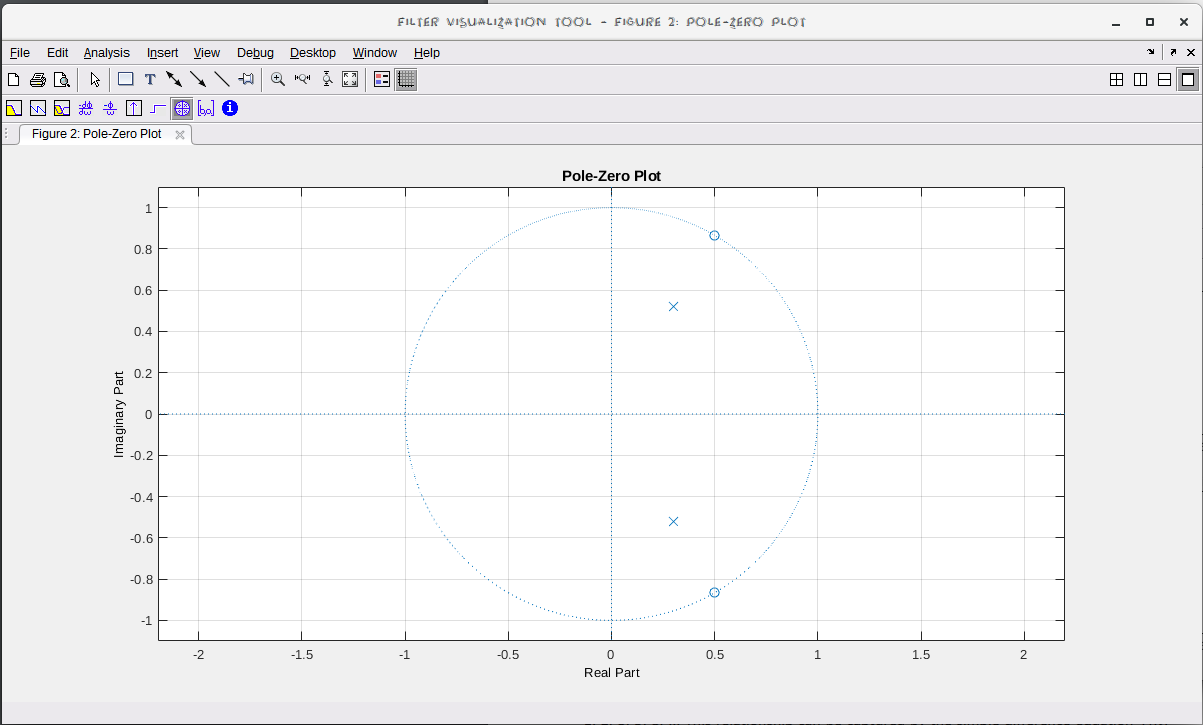 FILTER VISUALIZATION TOOL - FIGURE 2: POLE-ZERO PLOT
File Edit Analysis Insert View Debug Desktop Window Help
T
Figure 2: Pole-Zero Plot
Pole-Zero Plot
1
0.8
0.6
0.4
0.2
0
-0.2
-0.4
-0.6
-0.8
-1
Imaginary Part
-2 -1.5 -1 -0.5 0 0.5 1 1.5 2
Real Part